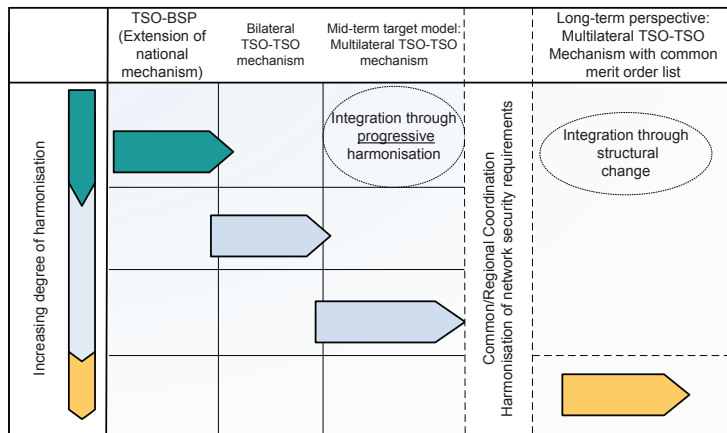 TSO-BSP
(Extension of
national
mechanism)
Bilateral
TSO-TSO
mechanism
Mid-term target model:
Multilateral TSO-TSO
mechanism
Long-term perspective:
Multilateral TSO-TSO
Mechanism with common
merit order list
Increasing degree of harmonisation
Integration through
progressive
harmonisation
Common/Regional Coordination
Harmonisation of network security requirements
Integration through
structural
change